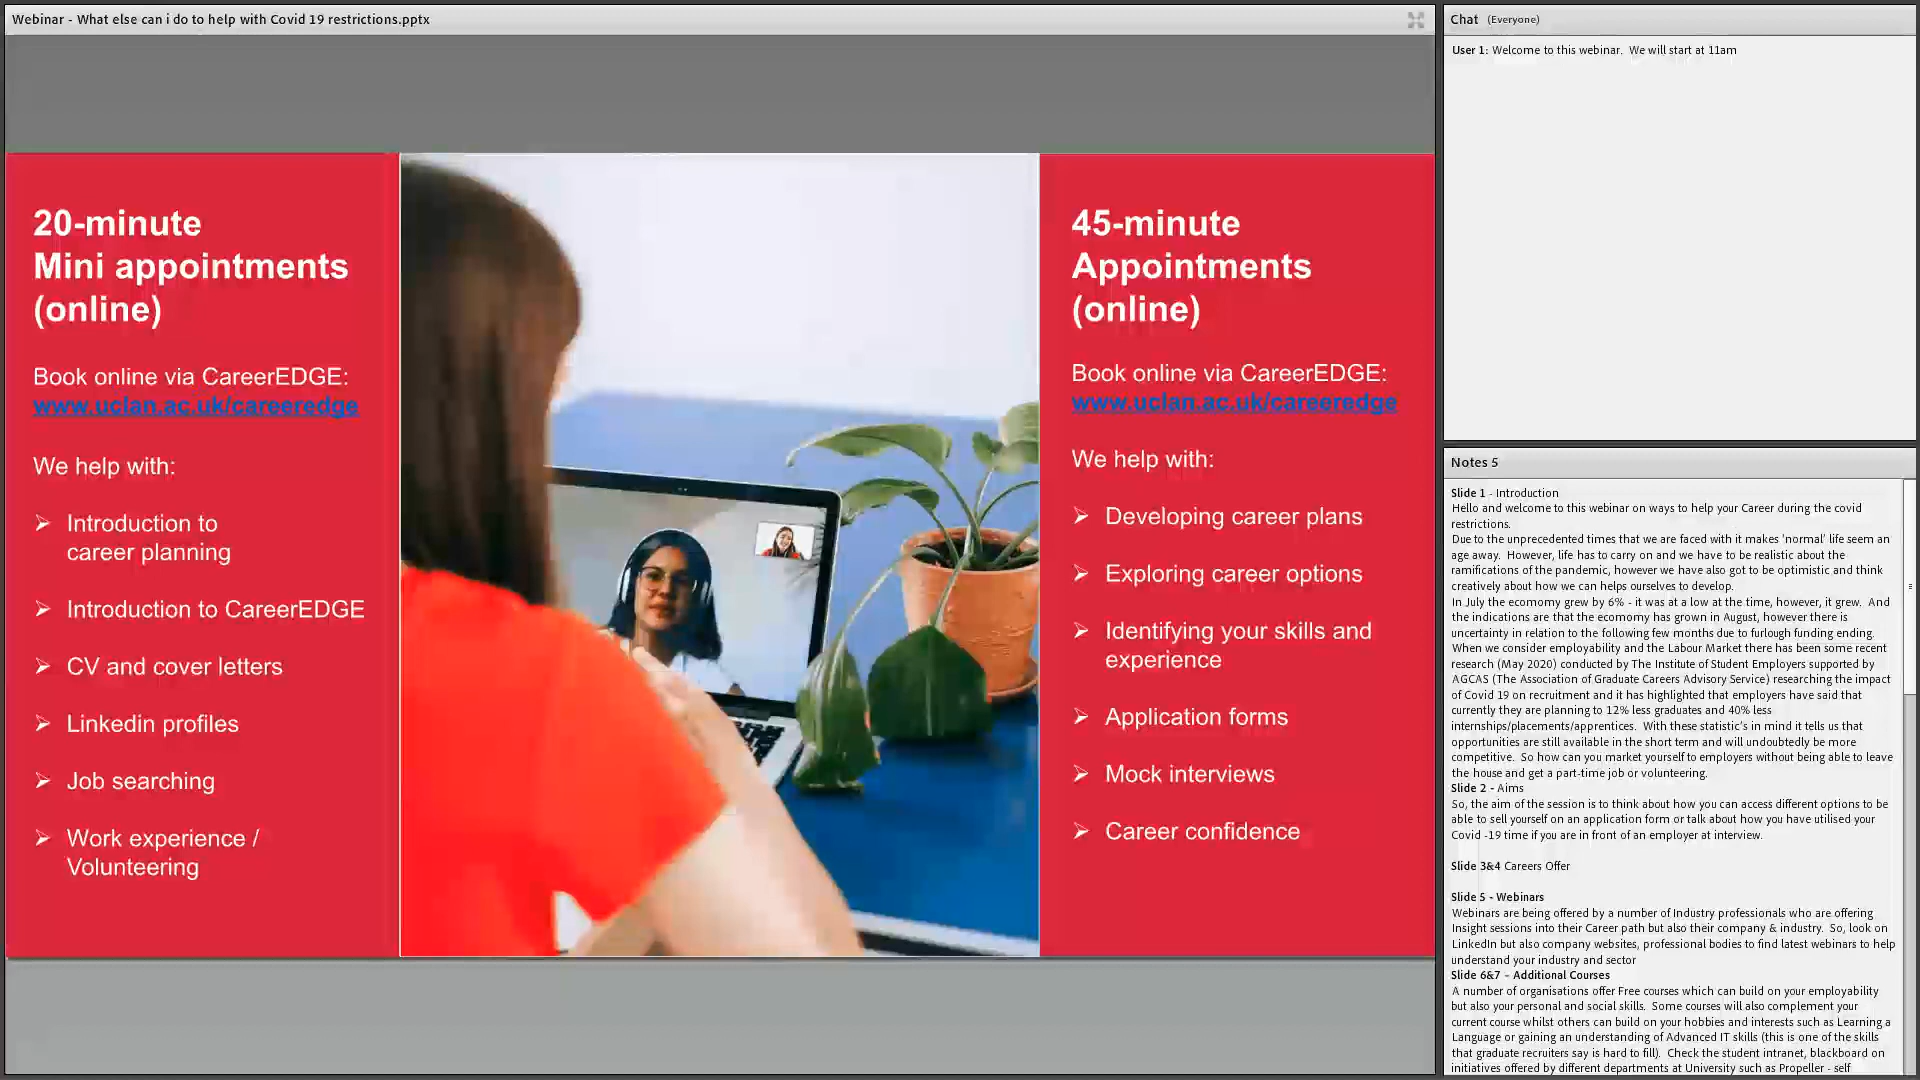 Webinar - What else can i do to help with Covid 19 restrictions.pptx
20-minute
Mini appointments
(online)
Book online via CareerEDGE:
www.uclan.ac.uk/careeredge
We help with:
Introduction to
career planning
Introduction to CareerEDGE
CV and cover letters
Linkedin profiles
Job searching
Work experience /
Volunteering
45-minute
Appointments
(online)
Book online via CareerEDGE:
www.uclan.ac.uk/careeredge
We help with:
Developing career plans
Exploring career options
Identifying your skills and
experience
Application forms
Mock interviews
Career confidence
Chat (Everyone)
User 1: Welcome to this webinar. We will start at 11am
Notes 5
Slide 1 - Introduction
Hello and welcome to this webinar on ways to help your Career during the covid
restrictions.
Due to the unprecedented times that we are faced with it makes 'normal' life seem an
age away. However, life has to carry on and we have to be realistic about the
ramifications of the pandemic, however we have also got to be optimistic and think
creatively about how we can helps ourselves to develop.
In July the ecomomy grew by 6% - it was at a low at the time, however, it grew. And
the indications are that the ecomomy has grown in August, however there is
uncertainty in relation to the following few months due to furlough funding ending.
When we consider employability and the Labour Market there has been some recent
research (May 2020) conducted by The Institute of Student Employers supported by
AGCAS (The Association of Graduate Careers Advisory Service) researching the impact
of Covid 19 on recruitment and it has highlighted that employers have said that
currently they are planning to 12% less graduates and 40% less
internships/placements/apprentices. With these statistic's in mind it tells us that
opportunities are still available in the short term and will undoubtedly be more
competitive. So how can you market yourself to employers without being able to leave
the house and get a part-time job or volunteering.
Slide 2 - Aims
So, the aim of the session is to think about how you can access different options to be
able to sell yourself on an application form or talk about how you have utilised your
Covid -19 time if you are in front of an employer at interview.
Slide 3&4 Careers Offer
Slide 5 - Webinars
Webinars are being offered by a number of Industry professionals who are offering
Insight sessions into their Career path but also their company & industry. So, look on
LinkedIn but also company websites, professional bodies to find latest webinars to help
understand your industry and sector
Slide 6&7 - Additional Courses
A number of organisations offer Free courses which can build on your employability
but also your personal and social skills. Some courses will also complement your
current course whilst others can build on your hobbies and interests such as Learning a
Language or gaining an understanding of Advanced IT skills (this is one of the skills
that graduate recruiters say is hard to fill). Check the student intranet, blackboard on
initiatives offered by different departments at University such as Propeller - self